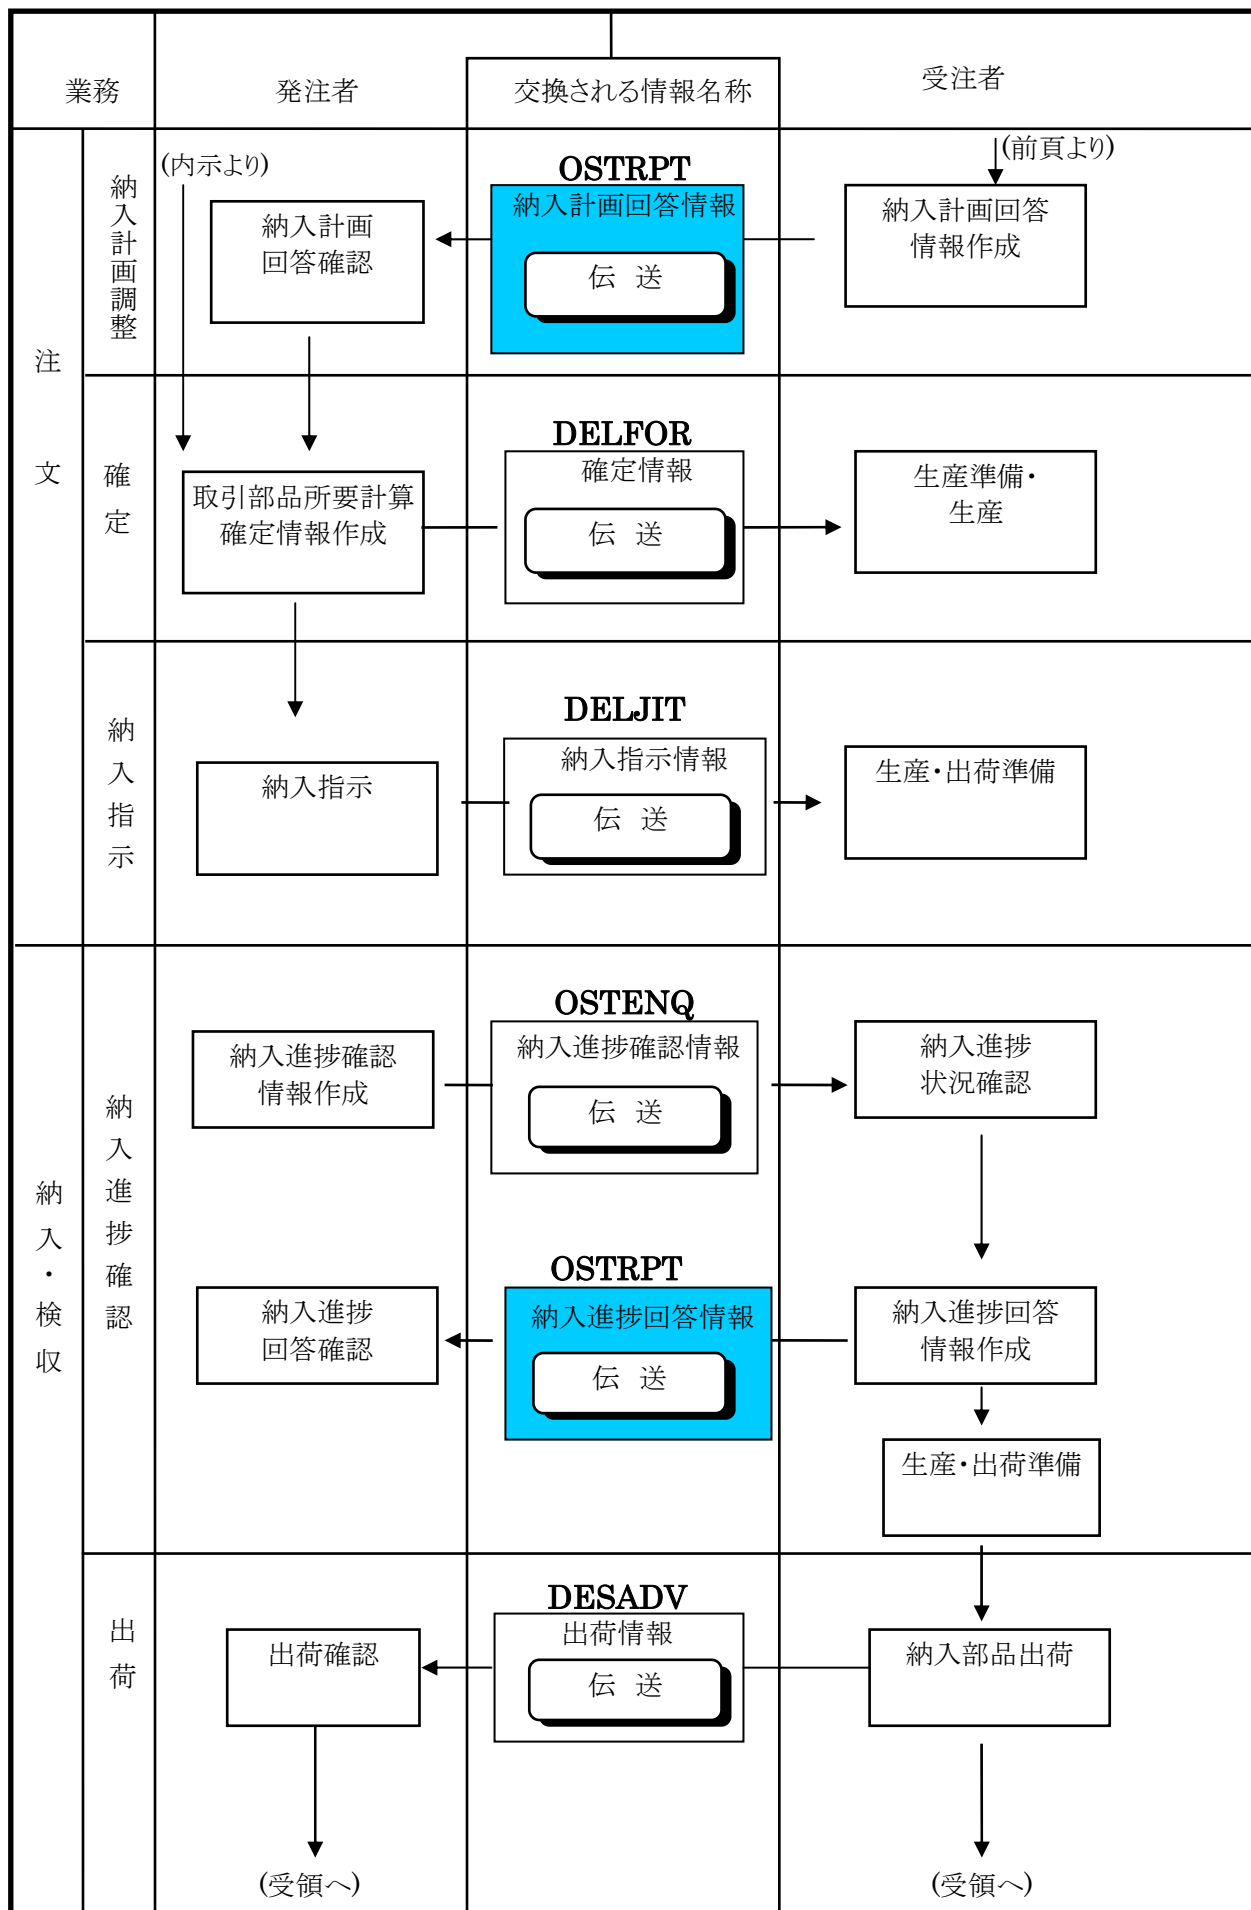 業務
発注者
交換される情報名称
受注者
注文
納入計画調整
(内示より)
納入計画
回答確認
OSTRPT
納入計画回答情報
伝 送
(前頁より)
納入計画回答
情報作成
確定
取引部品所要計算
確定情報作成
DELFOR
確定情報
伝 送
生産準備・
生産
納入指示
納入指示
DELJIT
納入指示情報
伝 送
生産・出荷準備
納入・検収
納入進捗確認
納入進捗確認
情報作成
OSTENQ
納入進捗確認情報
伝 送
納入進捗
状況確認
納入進捗
回答確認
OSTRPT
納入進捗回答情報
伝 送
納入進捗回答
情報作成
生産・出荷準備
出荷
出荷確認
DESADV
出荷情報
伝 送
納入部品出荷
(受領へ)
(受領へ)